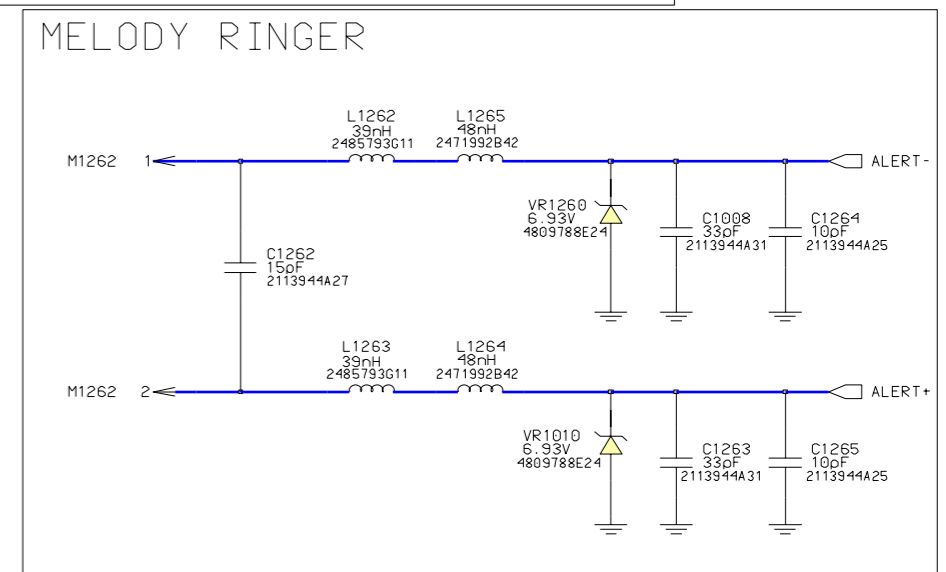 MELODY RINGER
L1262
39nH
2485793G11
L1265
48nH
2471992B42
M1262 1
ALERT-
VR1260
6.93V
4809788E24
C1008
33pF
2113944A31
C1264
10pF
2113944A25
C1262
15pF
2113944A27
L1263
39nH
2485793G11
L1264
48nH
2471992B42
M1262 2
ALERT+
VR1010
6.93V
4809788E24
C1263
33pF
2113944A31
C1265
10pF
2113944A25